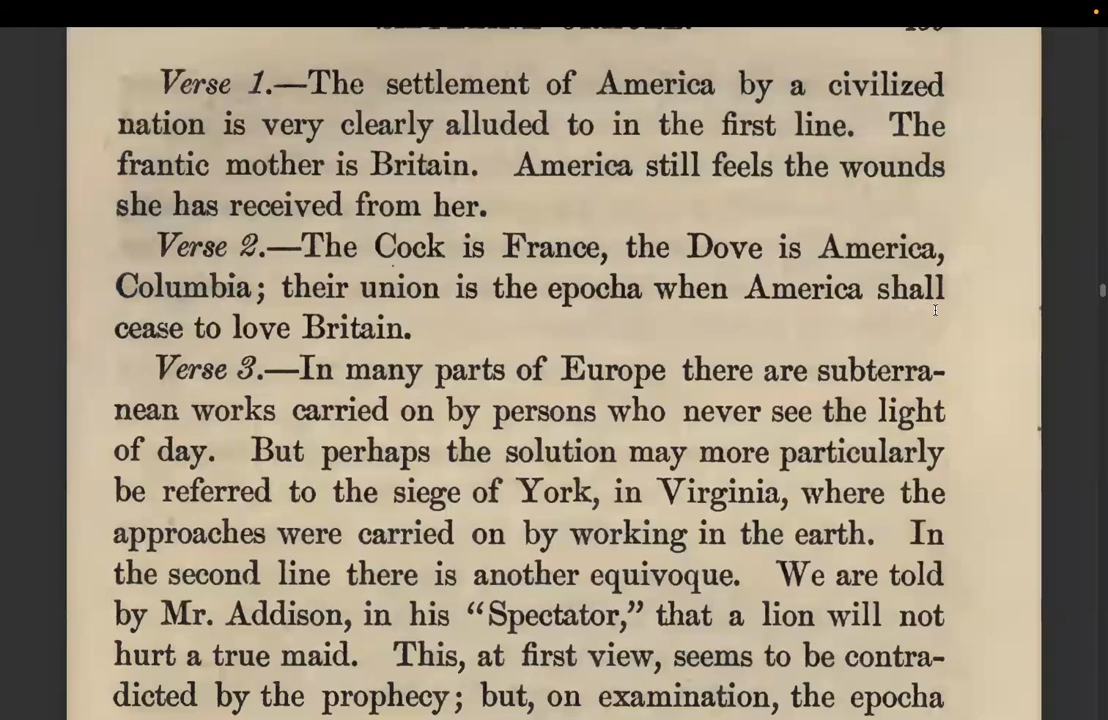 Verse 1.—The settlement of America by a civilized
nation is very clearly alluded to in the first line. The
frantic mother is Britain. America still feels the wounds
she has received from her.
Verse 2.—The Cock is France, the Dove is America,
Columbia; their union is the epocha when America shall
cease to love Britain.
Verse 3.—In many parts of Europe there are subterra-
nean works carried on by persons who never see the light
of day. But perhaps the solution may more particularly
be referred to the siege of York, in Virginia, where the
approaches were carried on by working in the earth. In
the second line there is another equivoque. We are told
by Mr. Addison, in his “Spectator,” that a lion will not
hurt a true maid. This, at first view, seems to be contra-
dicted by the prophecy; but, on examination, the epocha